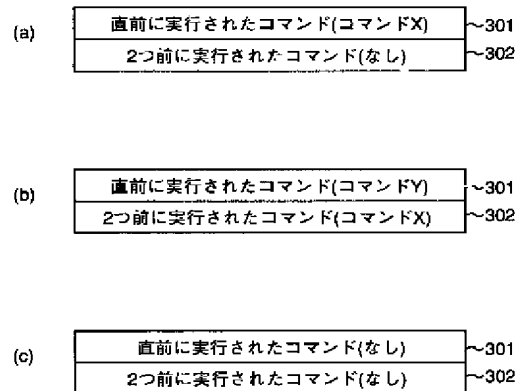 (a)
直前に実行されたコマンド(コマンドX) ~301
2つ前に実行されたコマンド(なし) ~302
(b)
直前に実行されたコマンド(コマンドY) ~301
2つ前に実行されたコマンド(コマンドX) ~302
(c)
直前に実行されたコマンド(なし) ~301
2つ前に実行されたコマンド(なし) ~302